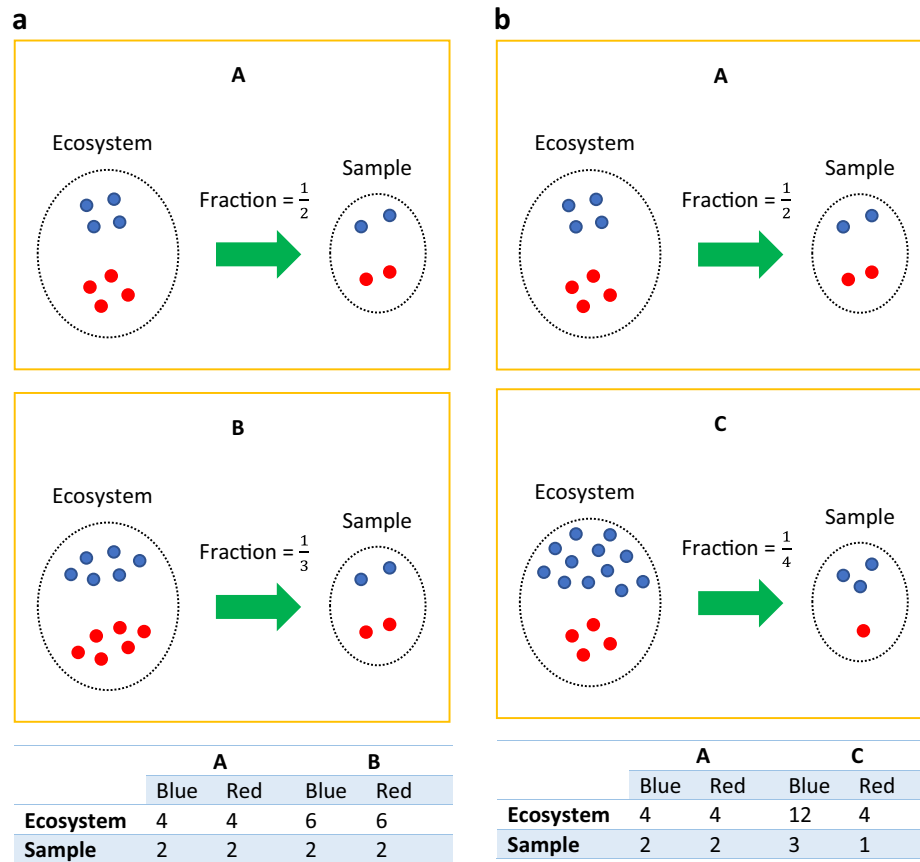 a
A
Ecosystem
Sample
Fraction = 1/2
B
Ecosystem
Sample
Fraction = 1/3
A B
Blue Red Blue Red
Ecosystem 4 4 6 6
Sample 2 2 2 2
b
A
Ecosystem
Sample
Fraction = 1/2
C
Ecosystem
Sample
Fraction = 1/4
A C
Blue Red Blue Red
Ecosystem 4 4 12 4
Sample 2 2 3 1